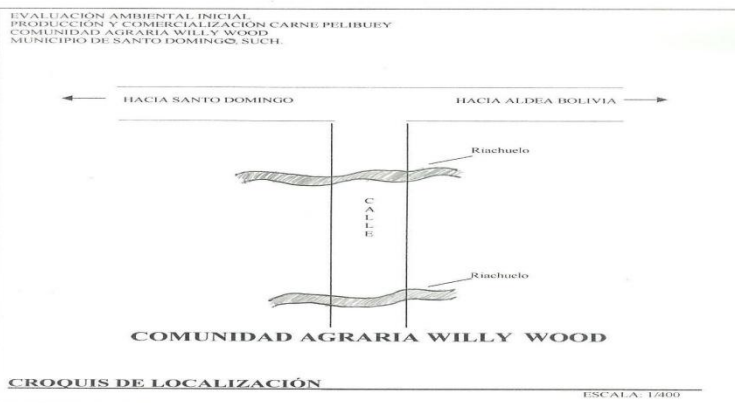 EVALUACIÓN AMBIENTAL INICIAL
PRODUCCIÓN Y COMERCIALIZACIÓN CARNE PELIBUEY
COMUNIDAD AGRARIA WILLY WOOD
MUNICIPIO DE SANTO DOMINGO, SUCH.
HACIA SANTO DOMINGO
HACIA ALDEA BOLIVIA
Riachuelo
CALLE
Riachuelo
COMUNIDAD AGRARIA WILLY WOOD
CROQUIS DE LOCALIZACIÓN
ESCALA: 1/400